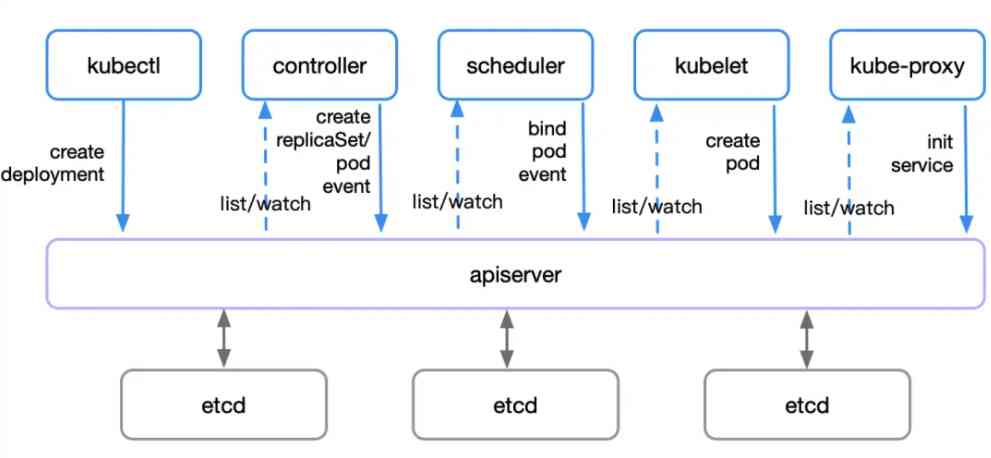 kubectl
controller
scheduler
kubelet
kube-proxy
create
deployment
list/watch
create
replicaSet/
pod
event
list/watch
bind
pod
event
list/watch
create
pod
list/watch
init
service
apiserver
etcd
etcd
etcd